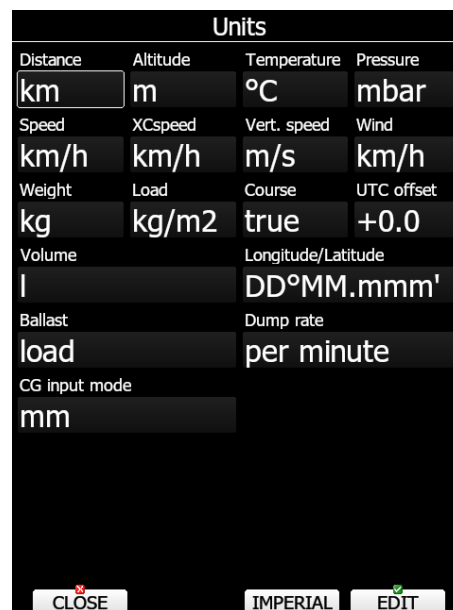 Units
Distance Altitude Temperature Pressure
km m °C mbar
Speed XCspeed Vert. speed Wind
km/h km/h m/s km/h
Weight Load Course UTC offset
kg kg/m2 true +0.0
Volume Longitude/Latitude
l DD°MM.mmm'
Ballast Dump rate
load per minute
CG input mode
mm
CLOSE IMPERIAL EDIT